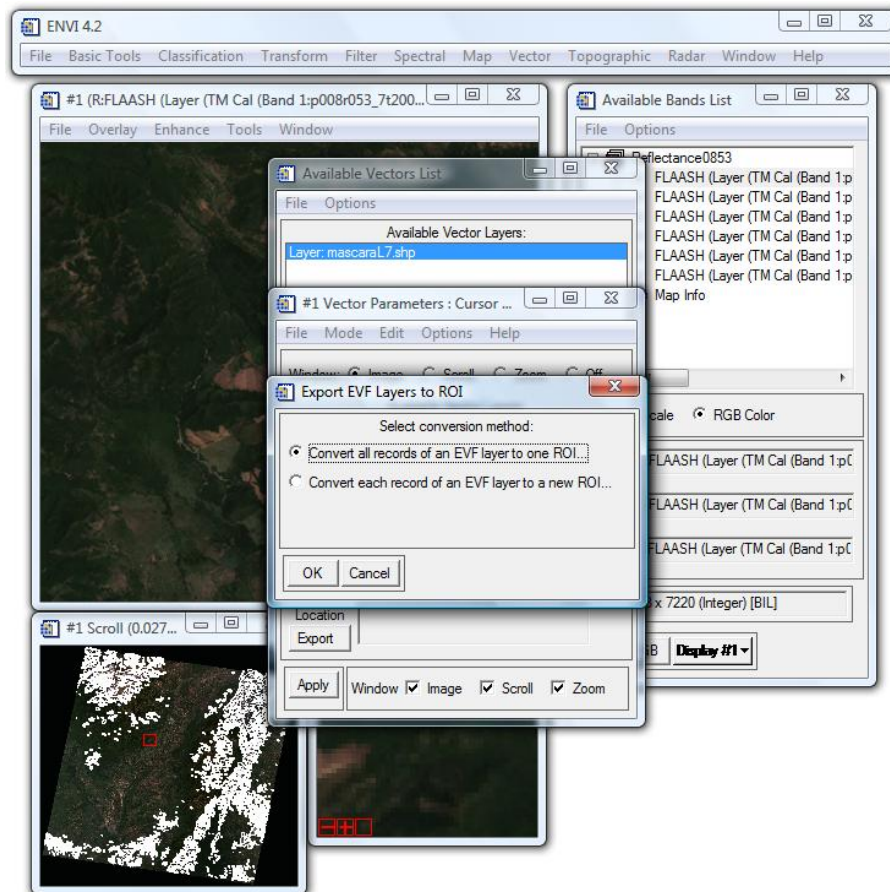 ENVI 4.2
File Basic Tools Classification Transform Filter Spectral Map Vector Topographic Radar Window Help
#1 (R:FLAASH (Layer (TM Cal (Band 1:p008r053_7t200...
File Overlay Enhance Tools Window
Available Bands List
File Options
Reflectance0853
FLAASH (Layer (TM Cal (Band 1:p
FLAASH (Layer (TM Cal (Band 1:p
FLAASH (Layer (TM Cal (Band 1:p
FLAASH (Layer (TM Cal (Band 1:p
FLAASH (Layer (TM Cal (Band 1:p
FLAASH (Layer (TM Cal (Band 1:p
Map Info
RGB Color
FLAASH (Layer (TM Cal (Band 1:p0
FLAASH (Layer (TM Cal (Band 1:p0
FLAASH (Layer (TM Cal (Band 1:p0
x 7220 (Integer) [BIL]
Display #1
Available Vectors List
File Options
Available Vector Layers:
Layer: mascaraL7.shp
#1 Vector Parameters : Cursor ...
File Mode Edit Options Help
Window: Image Scroll Zoom Off
Export EVF Layers to ROI
Select conversion method:
Convert all records of an EVF layer to one ROI...
Convert each record of an EVF layer to a new ROI...
OK Cancel
Location
Export
Apply Window Image Scroll Zoom
#1 Scroll (0.027...